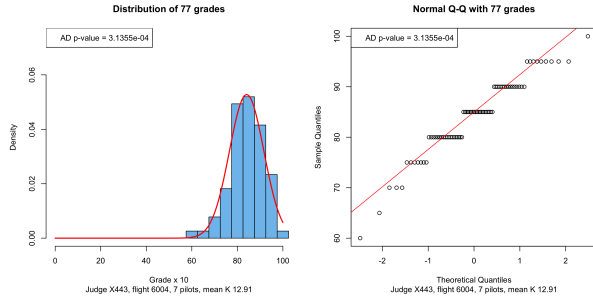 Distribution of 77 grades
AD p-value = 3.1355e-04
Density
0.06
0.04
0.02
0.00
0 20 40 60 80 100
Grade x 10
Judge X443, flight 6004, 7 pilots, mean K 12.91
Normal Q-Q with 77 grades
AD p-value = 3.1355e-04
Sample Quantiles
100
90
80
70
60
-2 -1 0 1 2
Theoretical Quantiles
Judge X443, flight 6004, 7 pilots, mean K 12.91